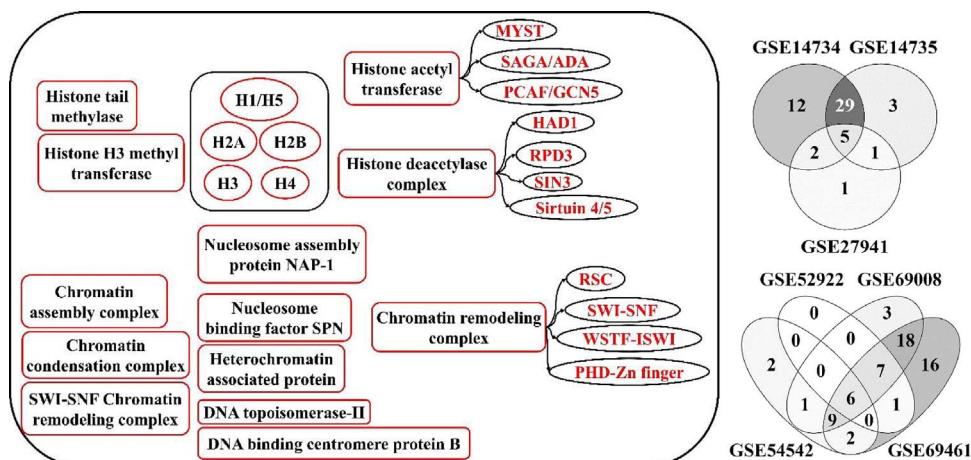 Histone tail
methylase
Histone H3 methyl
transferase
H1/H5
H2A
H2B
H3
H4
Histone acetyl
transferase
MYST
SAGA/ADA
PCAF/GCN5
Histone deacetylase
complex
HAD1
RPD3
SIN3
Sirtuin 4/5
Nucleosome assembly
protein NAP-1
Chromatin
assembly complex
Chromatin
condensation complex
SWI-SNF Chromatin
remodeling complex
Nucleosome
binding factor SPN
Heterochromatin
associated protein
DNA topoisomerase-II
DNA binding centromere protein B
Chromatin remodeling
complex
RSC
SWI-SNF
WSTF-ISWI
PHD-Zn finger
GSE14734 GSE14735
12 29 3
5
2 1
1
GSE27941
GSE52922 GSE69008
0 3
0 0 18
2 0 7 16
6
1 1
9 0
2
GSE54542 GSE69461